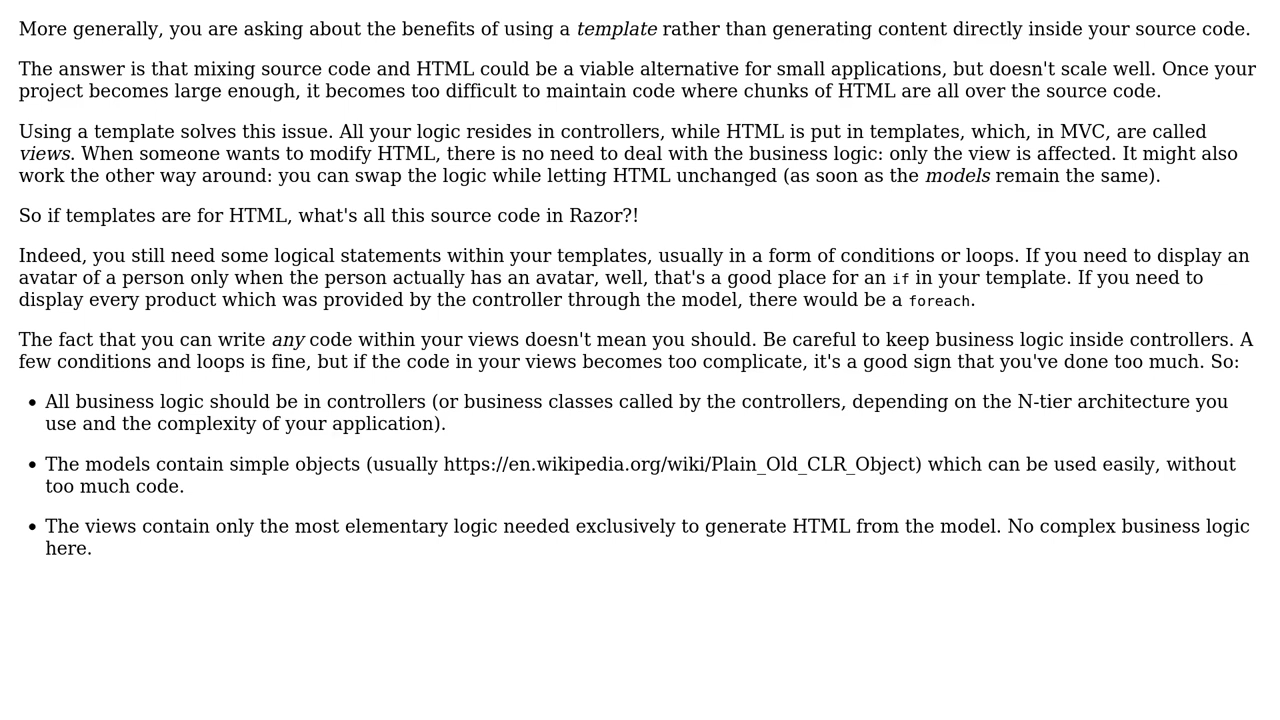 More generally, you are asking about the benefits of using a template rather than generating content directly inside your source code.
The answer is that mixing source code and HTML could be a viable alternative for small applications, but doesn't scale well. Once your
project becomes large enough, it becomes too difficult to maintain code where chunks of HTML are all over the source code.
Using a template solves this issue. All your logic resides in controllers, while HTML is put in templates, which, in MVC, are called
views. When someone wants to modify HTML, there is no need to deal with the business logic: only the view is affected. It might also
work the other way around: you can swap the logic while letting HTML unchanged (as soon as the models remain the same).
So if templates are for HTML, what's all this source code in Razor?!
Indeed, you still need some logical statements within your templates, usually in a form of conditions or loops. If you need to display an
avatar of a person only when the person actually has an avatar, well, that's a good place for an if in your template. If you need to
display every product which was provided by the controller through the model, there would be a foreach.
The fact that you can write any code within your views doesn't mean you should. Be careful to keep business logic inside controllers. A
few conditions and loops is fine, but if the code in your views becomes too complicate, it's a good sign that you've done too much. So:
• All business logic should be in controllers (or business classes called by the controllers, depending on the N-tier architecture you
use and the complexity of your application).
• The models contain simple objects (usually https://en.wikipedia.org/wiki/Plain_Old_CLR_Object) which can be used easily, without
too much code.
• The views contain only the most elementary logic needed exclusively to generate HTML from the model. No complex business logic
here.